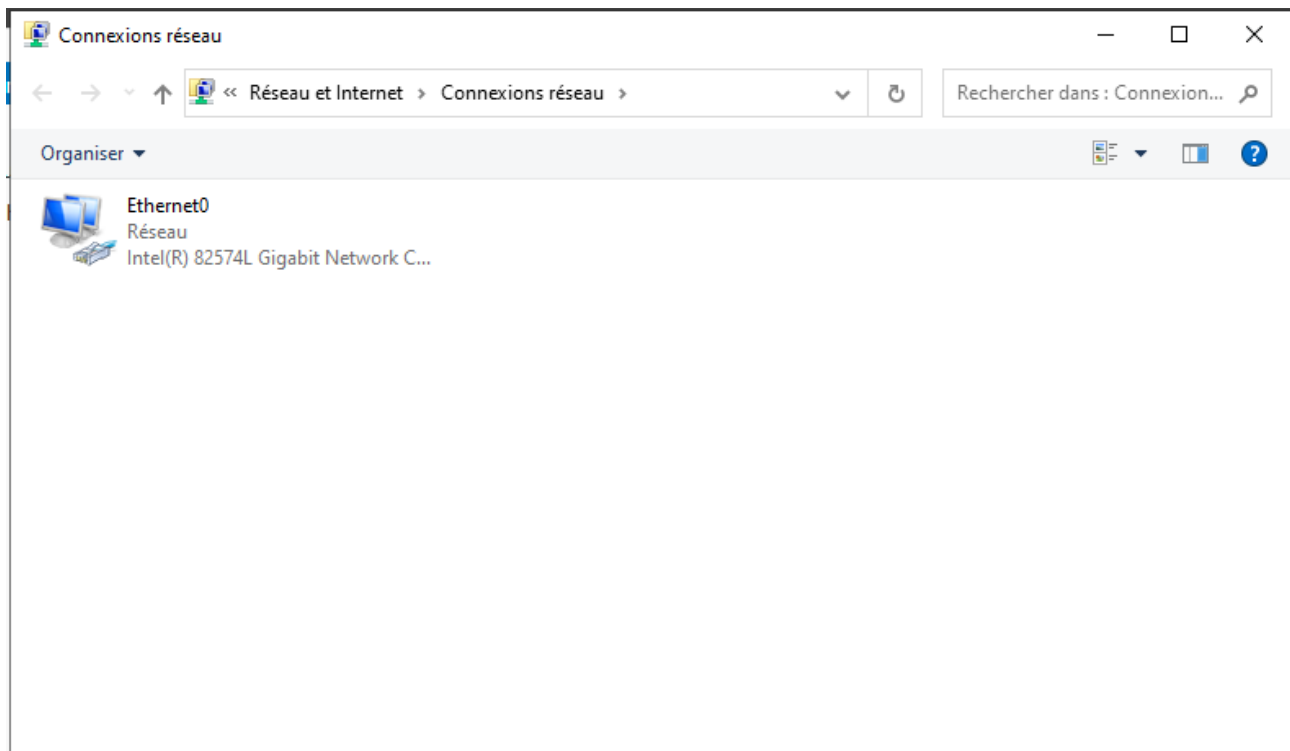 Connexions réseau
« Réseau et Internet › Connexions réseau ›
Rechercher dans : Connexion...
Organiser
Ethernet0
Réseau
Intel(R) 82574L Gigabit Network C...